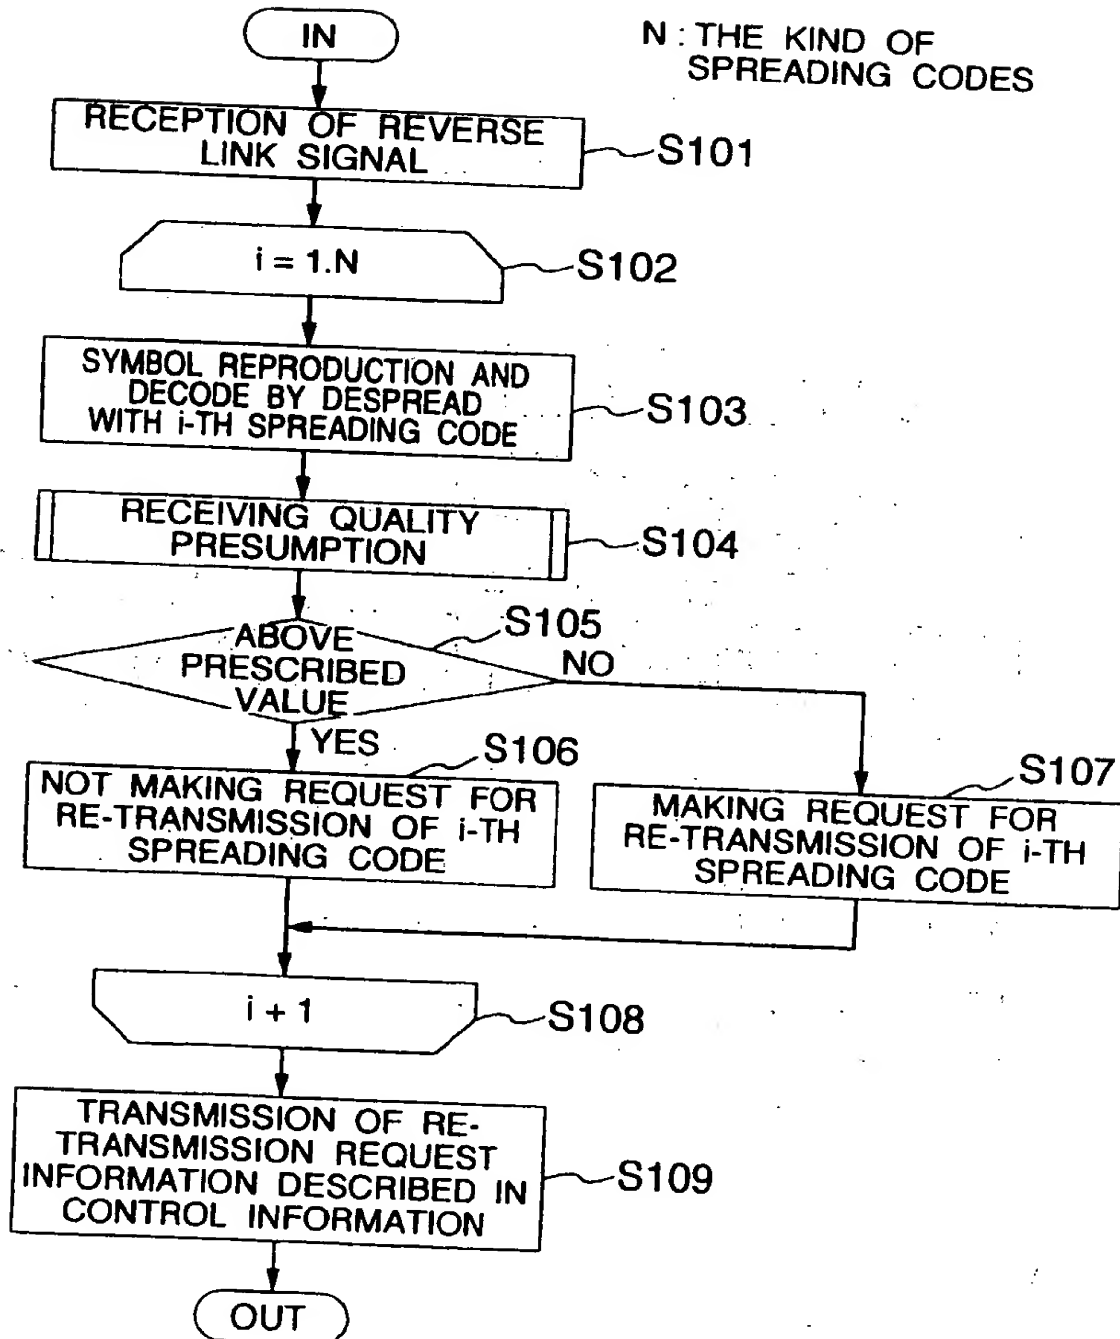 IN
N : THE KIND OF
SPREADING CODES
RECEPTION OF REVERSE
LINK SIGNAL
S101
i = 1.N
S102
SYMBOL REPRODUCTION AND
DECODE BY DESPREAD
WITH i-TH SPREADING CODE
S103
RECEIVING QUALITY
PRESUMPTION
S104
ABOVE
PRESCRIBED
VALUE
S105
NO
YES
S106
NOT MAKING REQUEST FOR
RE-TRANSMISSION OF i-TH
SPREADING CODE
S107
MAKING REQUEST FOR
RE-TRANSMISSION OF i-TH
SPREADING CODE
i + 1
S108
TRANSMISSION OF RE-
TRANSMISSION REQUEST
INFORMATION DESCRIBED IN
CONTROL INFORMATION
S109
OUT